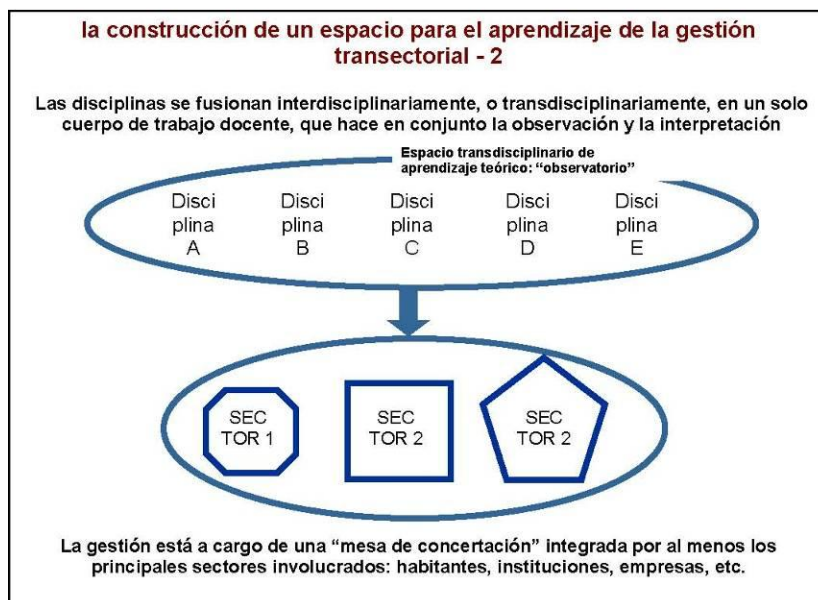 la construcción de un espacio para el aprendizaje de la gestión
transectorial - 2
Las disciplinas se fusionan interdisciplinariamente, o transdisciplinariamente, en un solo
cuerpo de trabajo docente, que hace en conjunto la observación y la interpretación
Espacio transdisciplinario de
aprendizaje teórico: “observatorio”
Disci
plina
A
Disci
plina
B
Disci
plina
C
Disci
plina
D
Disci
plina
E
SEC
TOR 1
SEC
TOR 2
SEC
TOR 2
La gestión está a cargo de una “mesa de concertación” integrada por al menos los
principales sectores involucrados: habitantes, instituciones, empresas, etc.